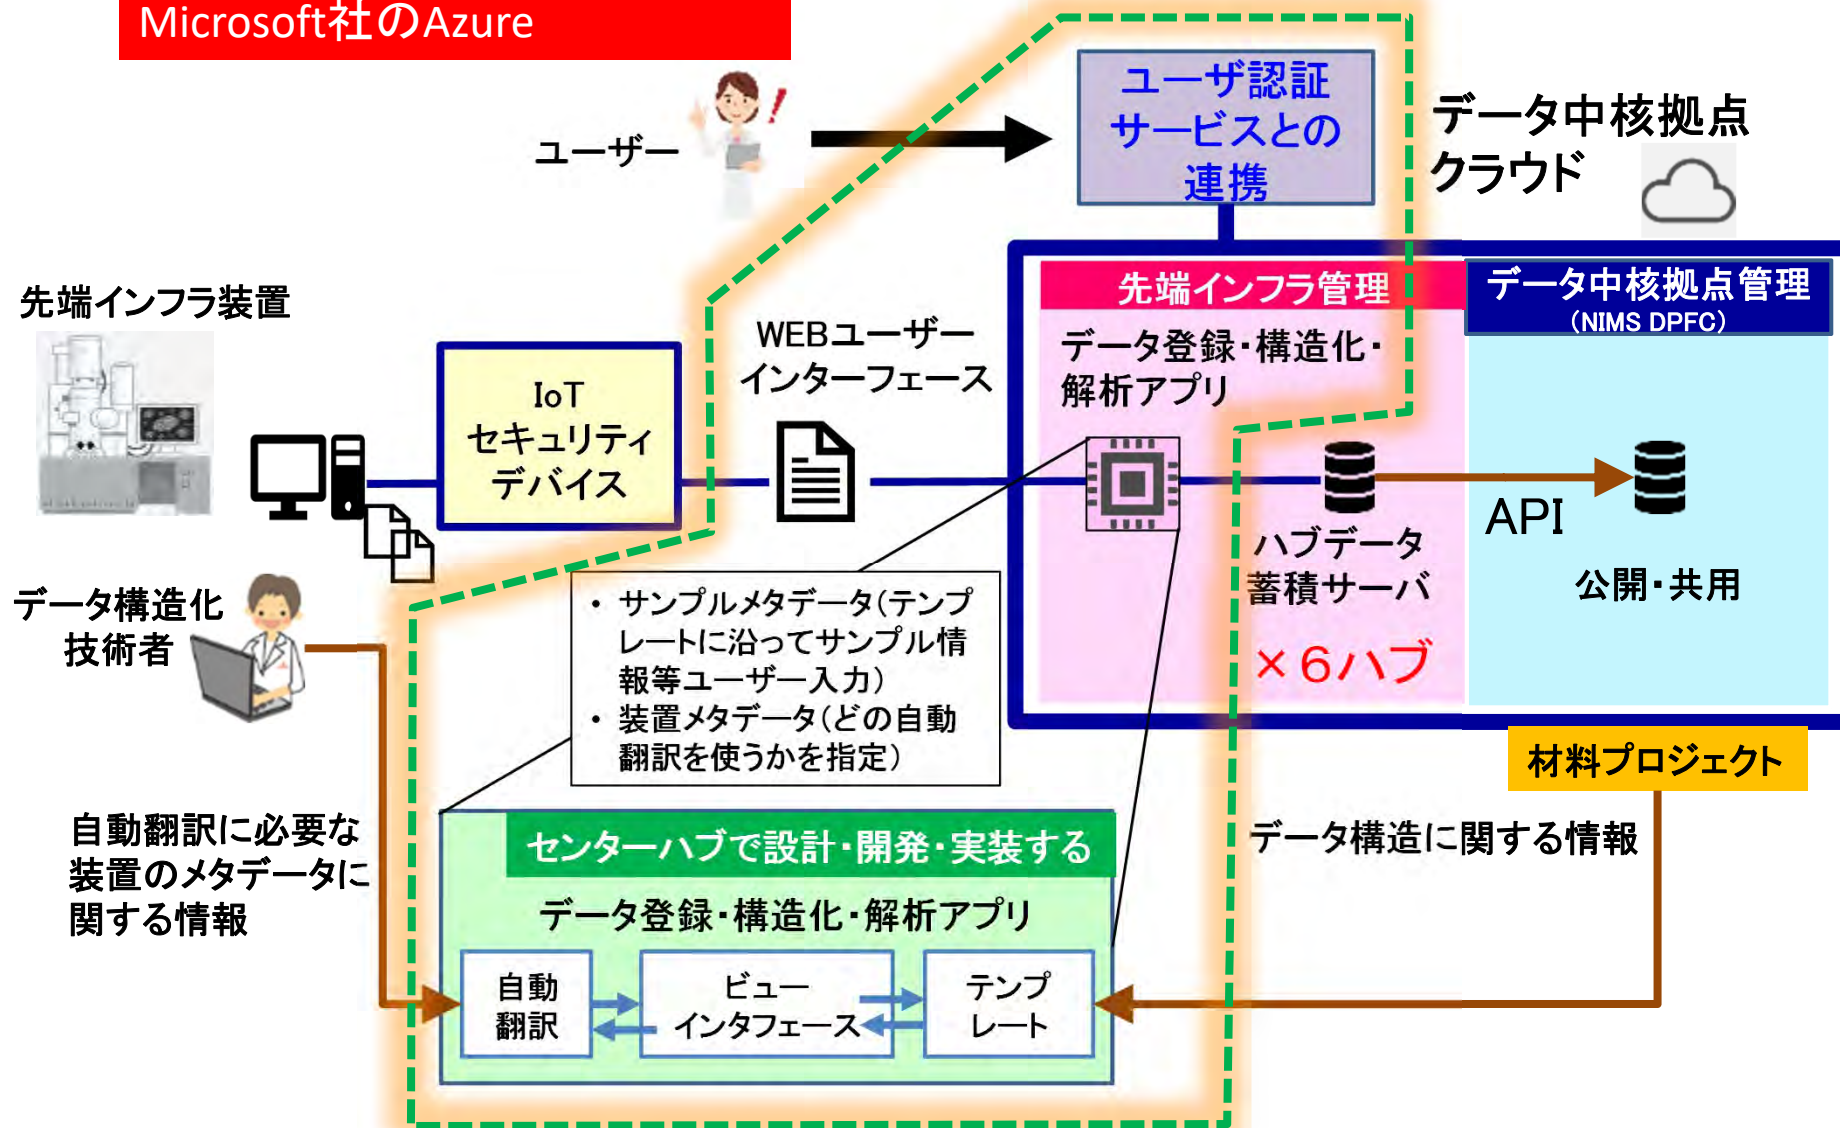 Microsoft社のAzure
ユーザー
ユーザ認証
サービスとの
連携
データ中核拠点
クラウド
先端インフラ装置
IoT
セキュリティ
デバイス
WEBユーザー
インターフェース
先端インフラ管理
データ登録・構造化・
解析アプリ
データ中核拠点管理
(NIMS DPFC)
API
ハブデータ
蓄積サーバ
×6ハブ
公開・共用
データ構造化
技術者
・ サンプルメタデータ(テンプ
レートに沿ってサンプル情
報等ユーザー入力)
・ 装置メタデータ(どの自動
翻訳を使うかを指定)
材料プロジェクト
自動翻訳に必要な
装置のメタデータに
関する情報
センターハブで設計・開発・実装する
データ登録・構造化・解析アプリ
自動
翻訳
ビュー
インタフェース
テンプ
レート
データ構造に関する情報